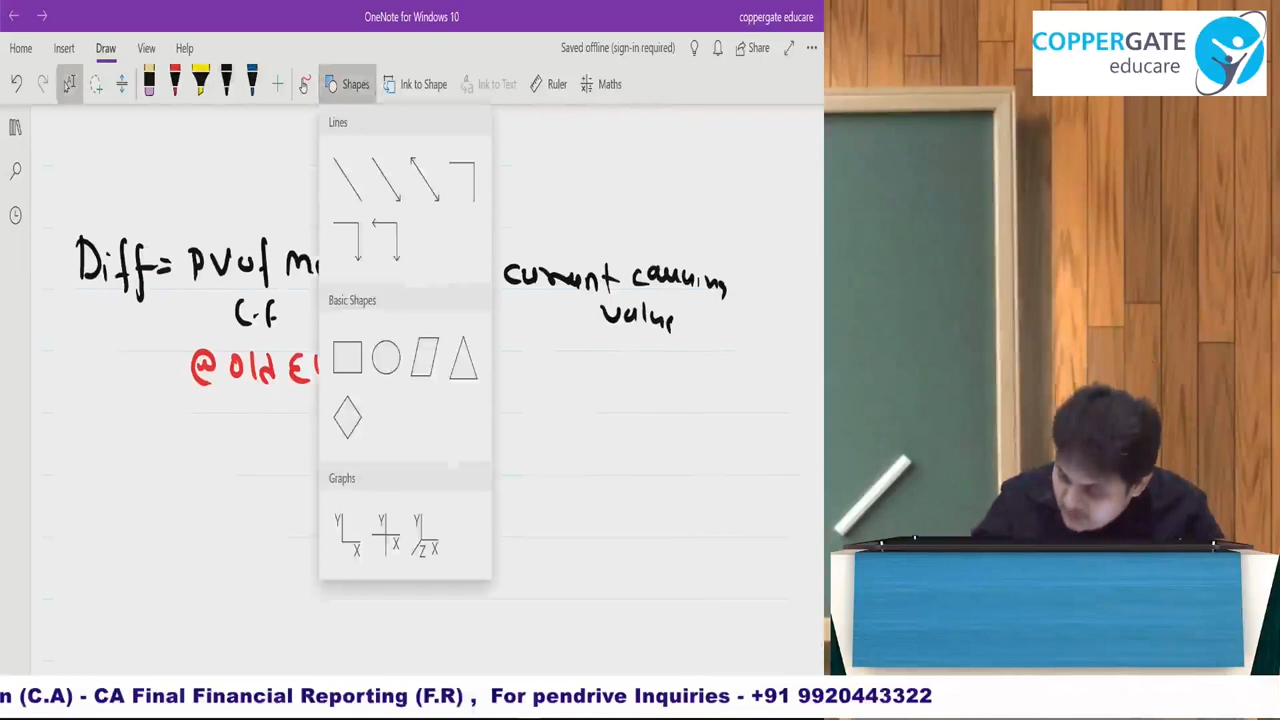 OneNote for Windows 10
coppergate educare
Home Insert Draw View Help
Saved offline (sign-in required)
Share
Shapes
Ink to Shape
Ink to Text
Ruler
Maths
COPPERGATE
educare
Lines
Diff = PV of
current carrying
C.F
value
@ Old
Basic Shapes
Graphs
Y X
Y X
Y Z X
n (C.A) - CA Final Financial Reporting (F.R) , For pendrive Inquiries - +91 9920443322